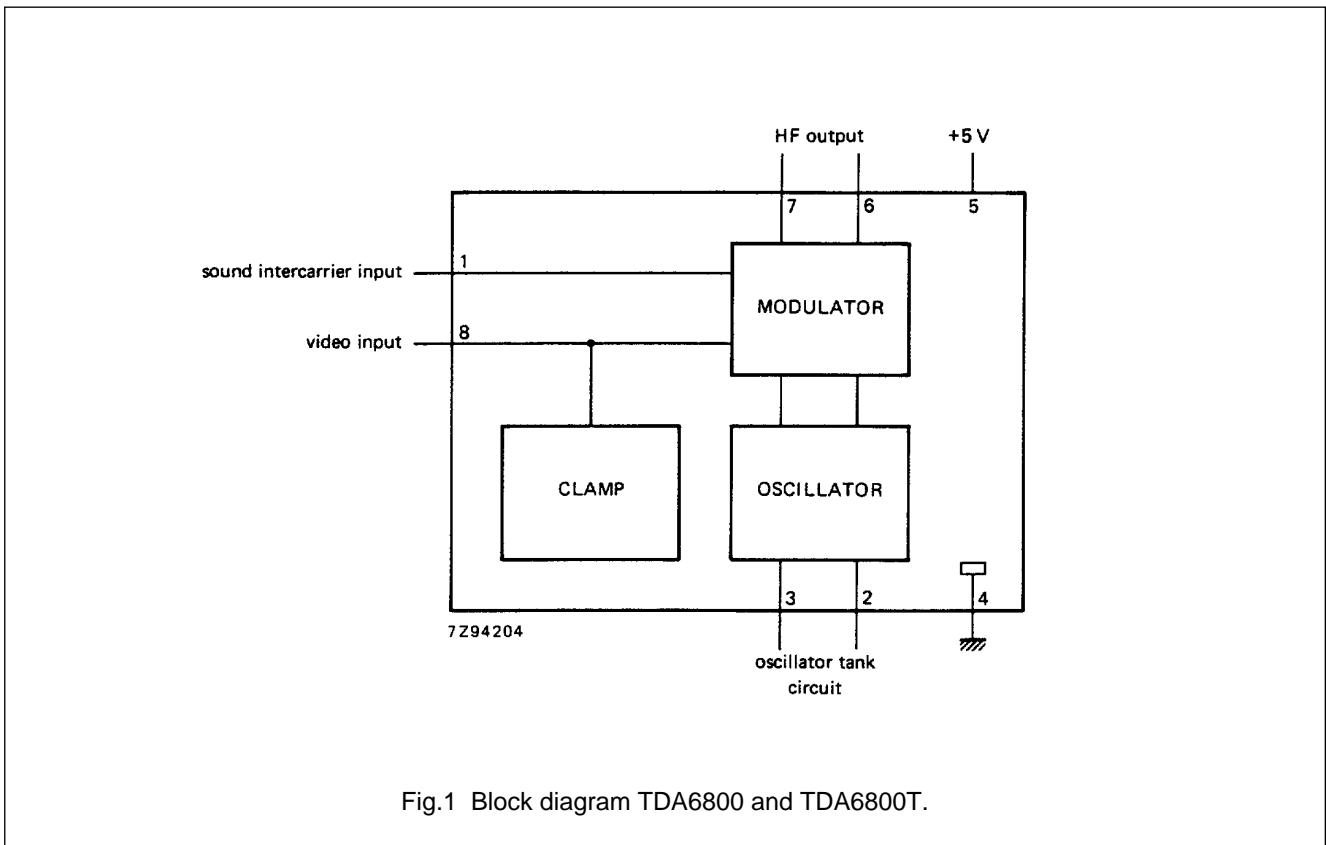 HF output
+5 V
7
6
5
sound intercarrier input
1
MODULATOR
video input
8
CLAMP
OSCILLATOR
3
2
4
7Z94204
oscillator tank
circuit
Fig.1 Block diagram TDA6800 and TDA6800T.